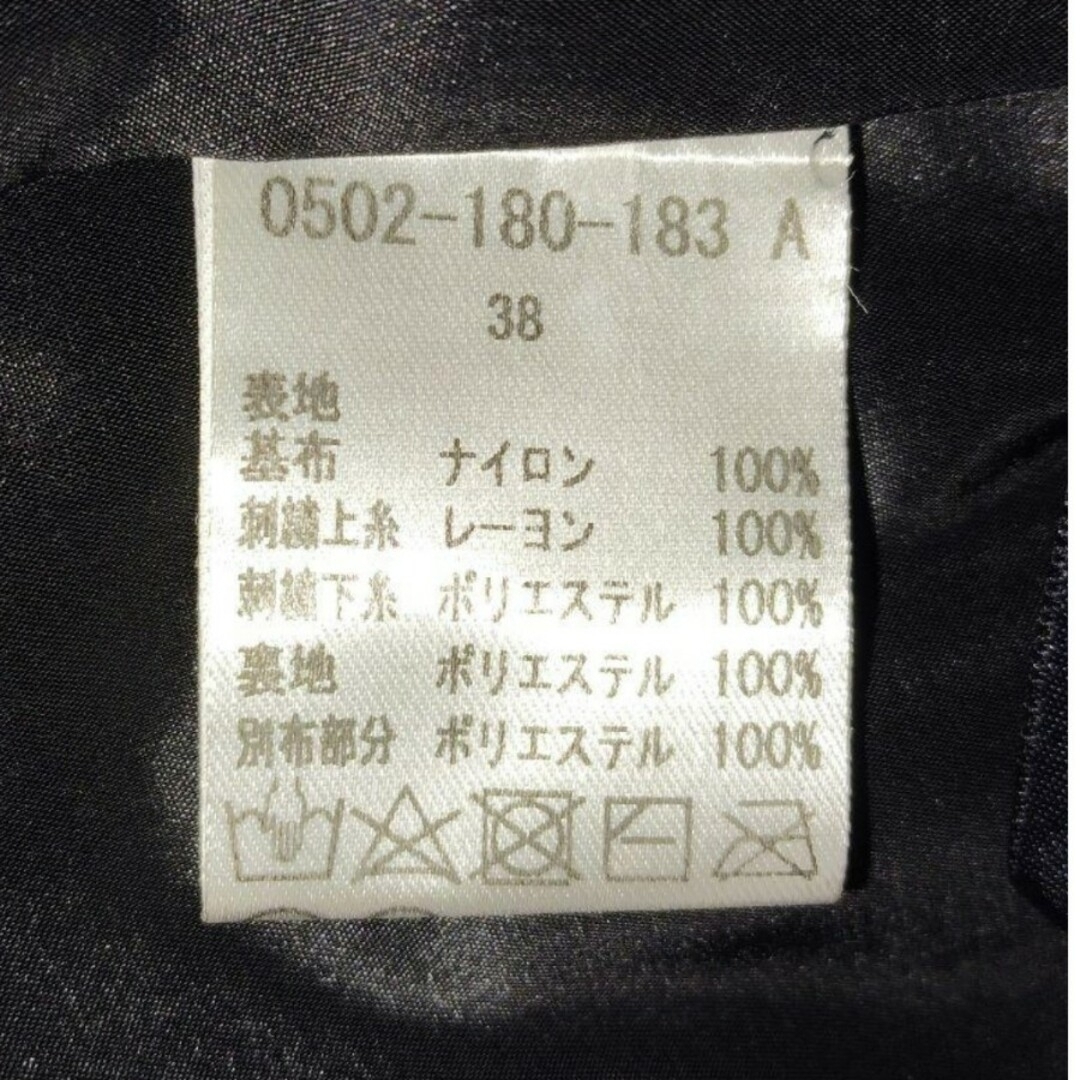 0502-180-183 A
38
表地
基布 ナイロン 100%
刺繍上糸 レーヨン 100%
刺繍下糸 ポリエステル 100%
裏地 ポリエステル 100%
別布部分 ポリエステル 100%